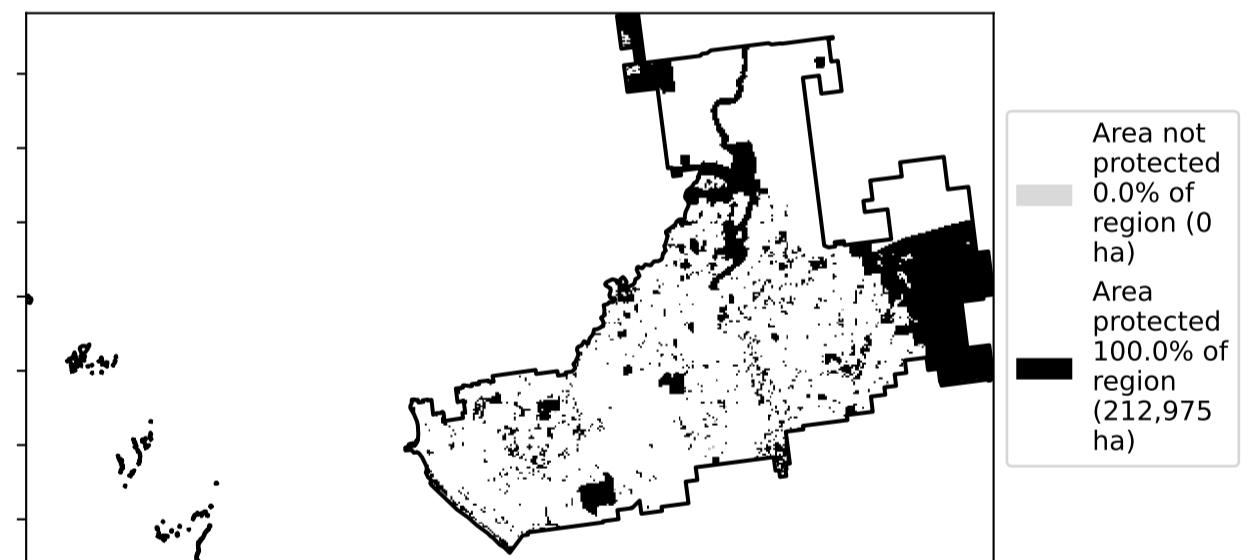 Area not
protected
0.0% of
region (0
ha)
Area
protected
100.0% of
region
(212,975
ha)